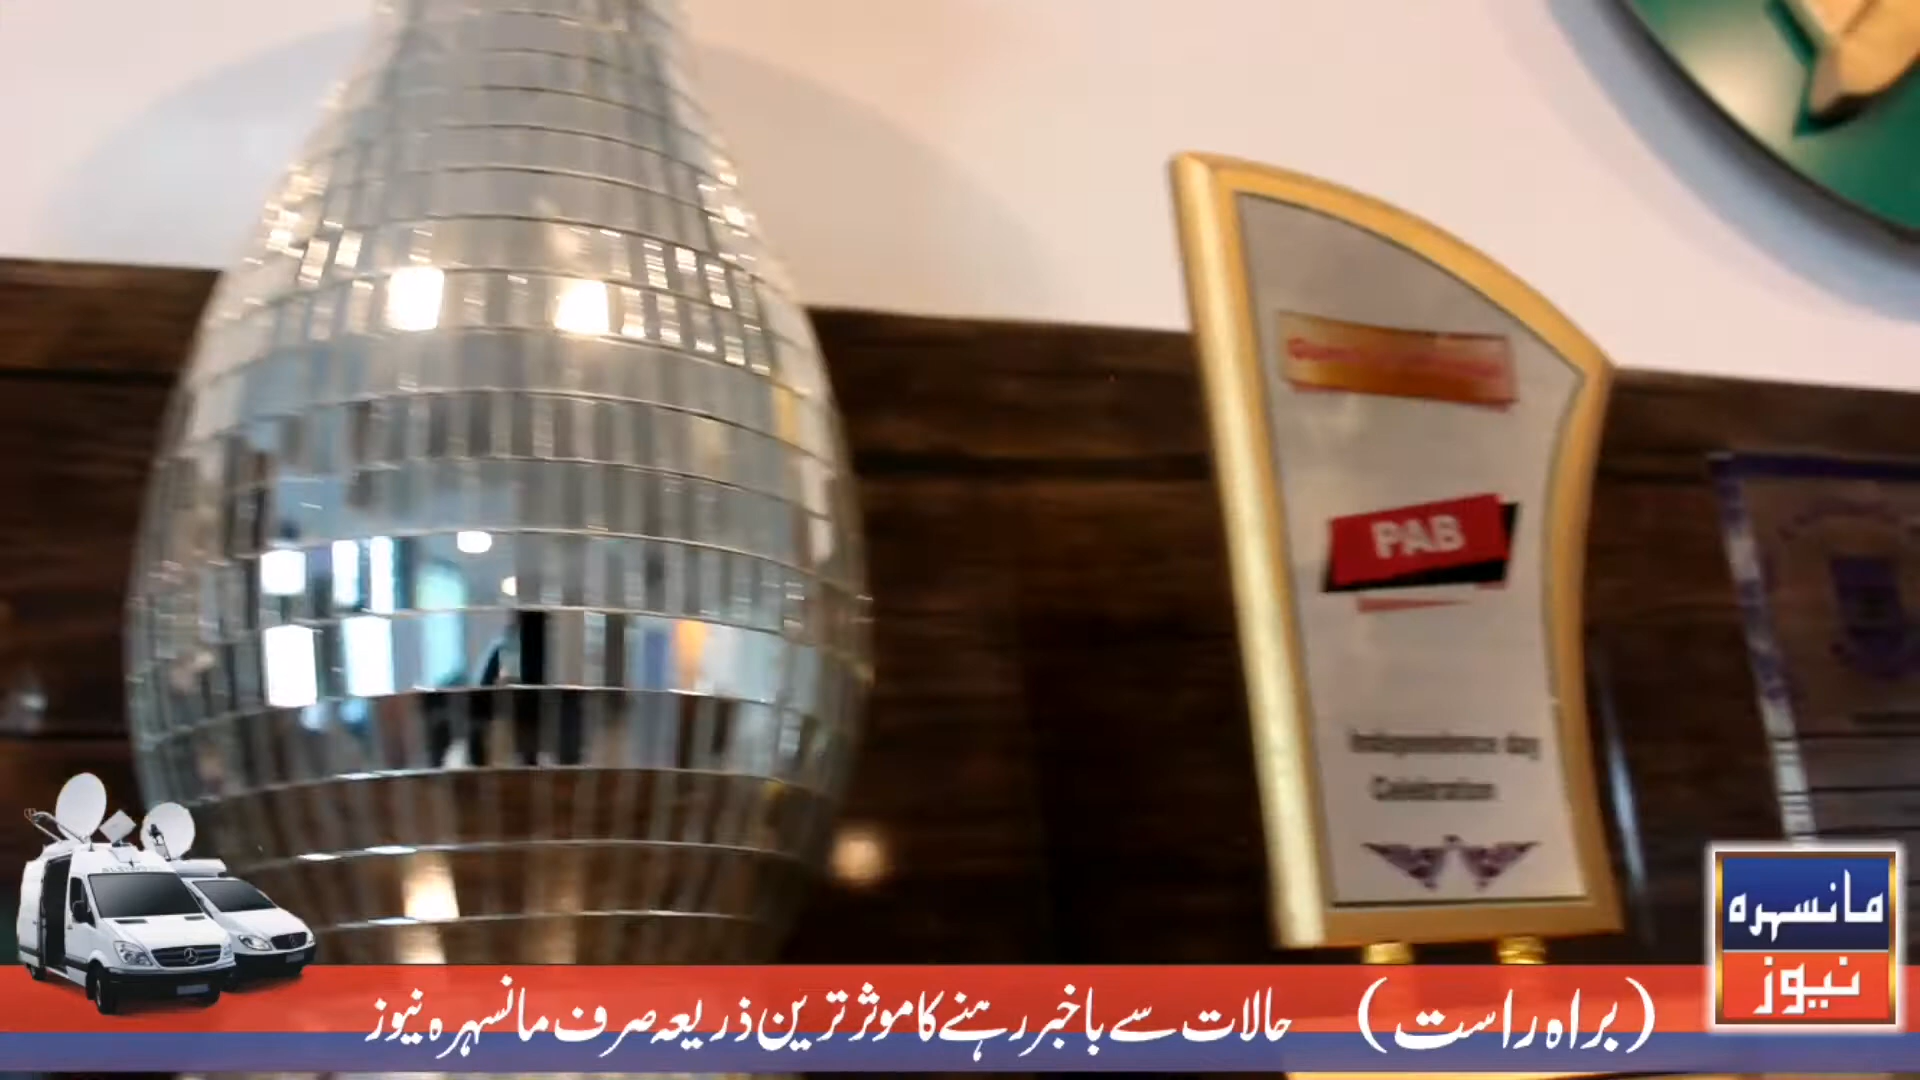 PAB
Independence day
Celebration
مانسہرہ
نیوز
(براہ راست) حالات سے باخبر رہنے کا موثر ترین ذریعہ صرف مانسہرہ نیوز